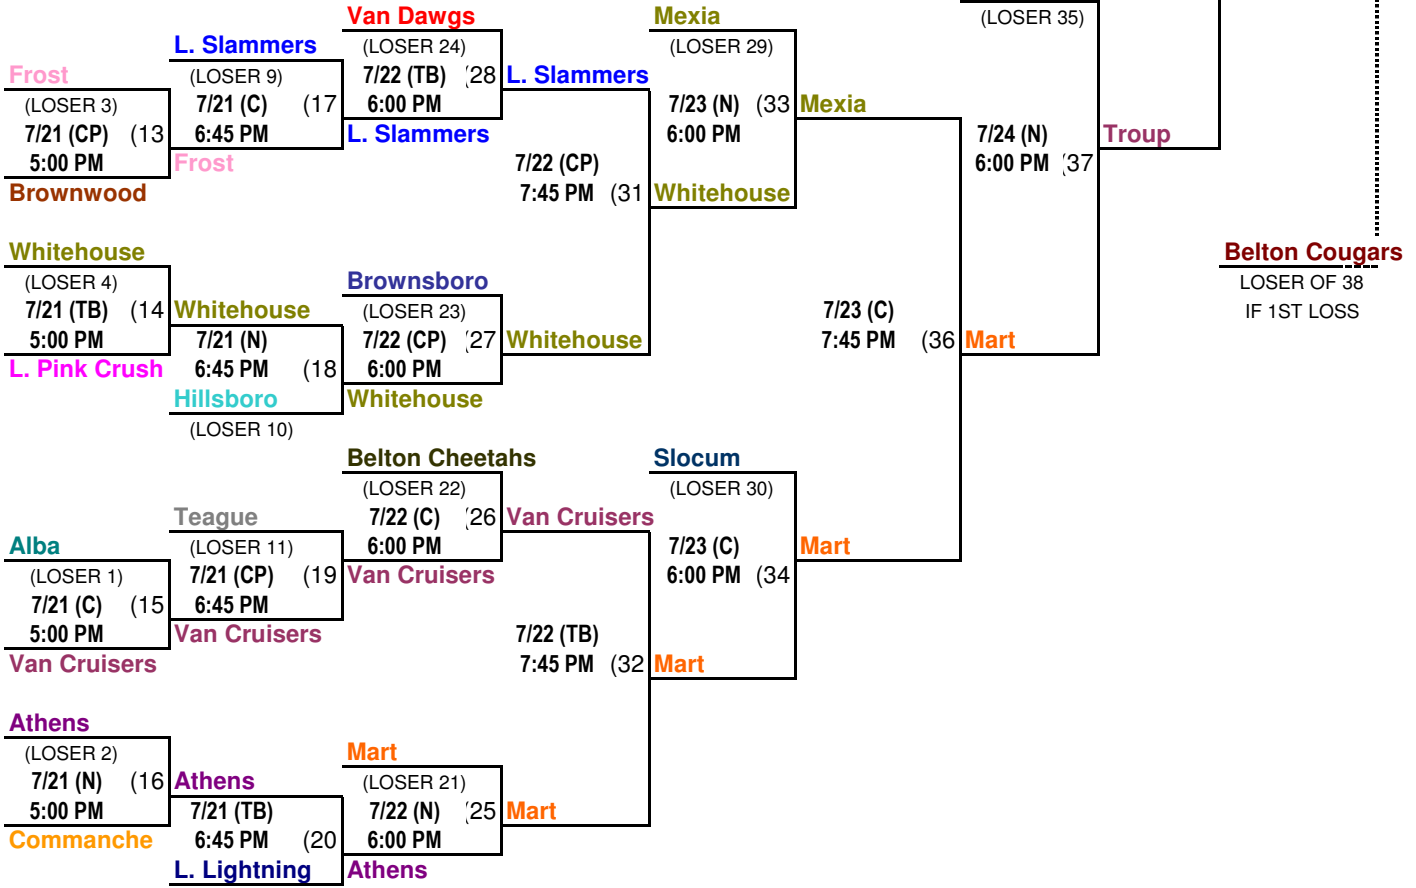 Van Dawgs
Mexia
(LOSER 35)
L. Slammers
(LOSER 24)
(LOSER 29)
Frost
(LOSER 9)
7/22 (TB) (28
L. Slammers
(LOSER 3)
7/21 (C) (17
6:00 PM
7/23 (N) (33
Mexia
7/21 (CP) (13
6:45 PM
L. Slammers
6:00 PM
7/24 (N)
Troup
5:00 PM
Frost
7/22 (CP)
6:00 PM (37
Brownwood
7:45 PM (31
Whitehouse
Whitehouse
Belton Cougars
(LOSER 4)
Brownsboro
LOSER OF 38
7/21 (TB) (14
Whitehouse
(LOSER 23)
7/23 (C)
IF 1ST LOSS
5:00 PM
7/21 (N)
7/22 (CP) (27
Whitehouse
7:45 PM (36
Mart
L. Pink Crush
6:45 PM (18
6:00 PM
Hillsboro
Whitehouse
(LOSER 10)
Belton Cheetahs
Slocum
(LOSER 22)
(LOSER 30)
Teague
7/22 (C) (26
Van Cruisers
Alba
(LOSER 11)
6:00 PM
7/23 (C)
Mart
(LOSER 1)
7/21 (CP) (19
Van Cruisers
6:00 PM (34
7/21 (C) (15
6:45 PM
5:00 PM
Van Cruisers
7/22 (TB)
Van Cruisers
7:45 PM (32
Mart
Athens
(LOSER 2)
Mart
7/21 (N) (16
Athens
(LOSER 21)
5:00 PM
7/21 (TB)
7/22 (N) (25
Mart
Commanche
6:45 PM (20
6:00 PM
L. Lightning
Athens